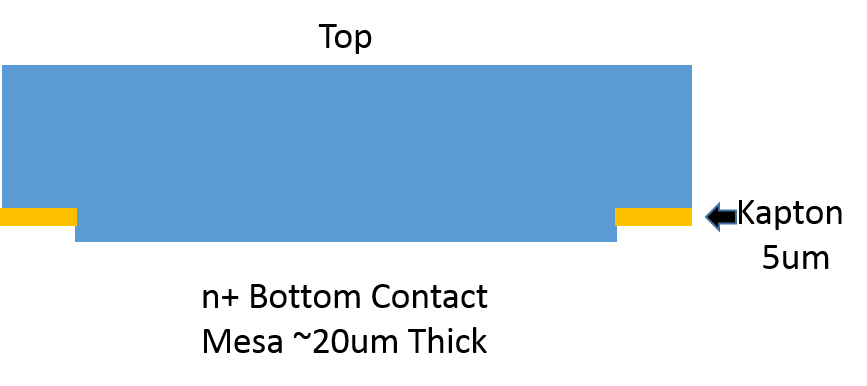 Top
Kapton
5um
n+ Bottom Contact
Mesa ~20um Thick